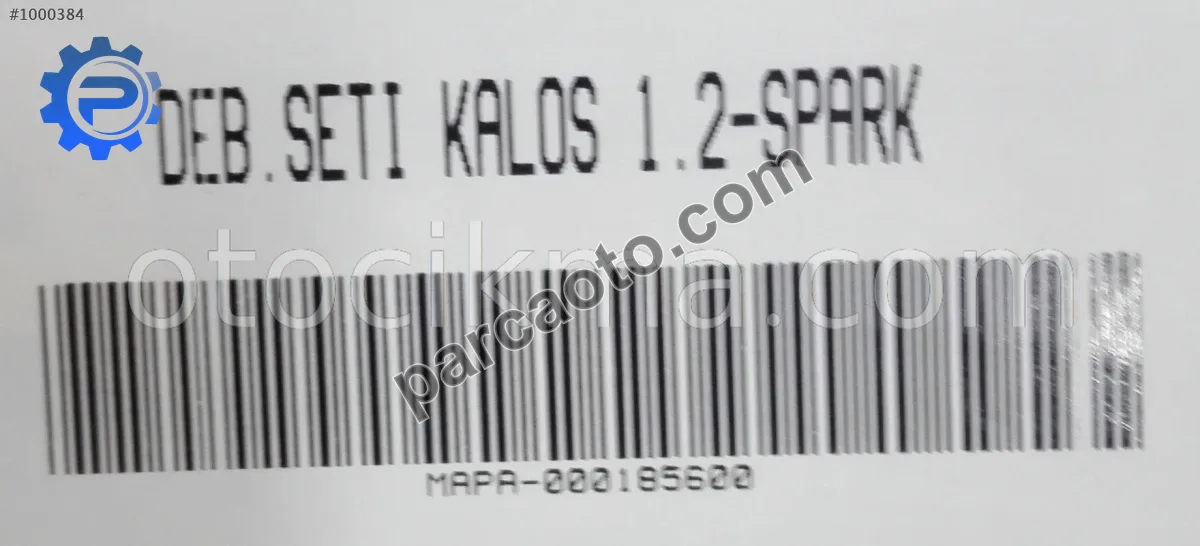 #1000384
DEB.SETI KALOS 1.2-SPARK
otocikma.com
parcaoto.com
MAPA-000185600